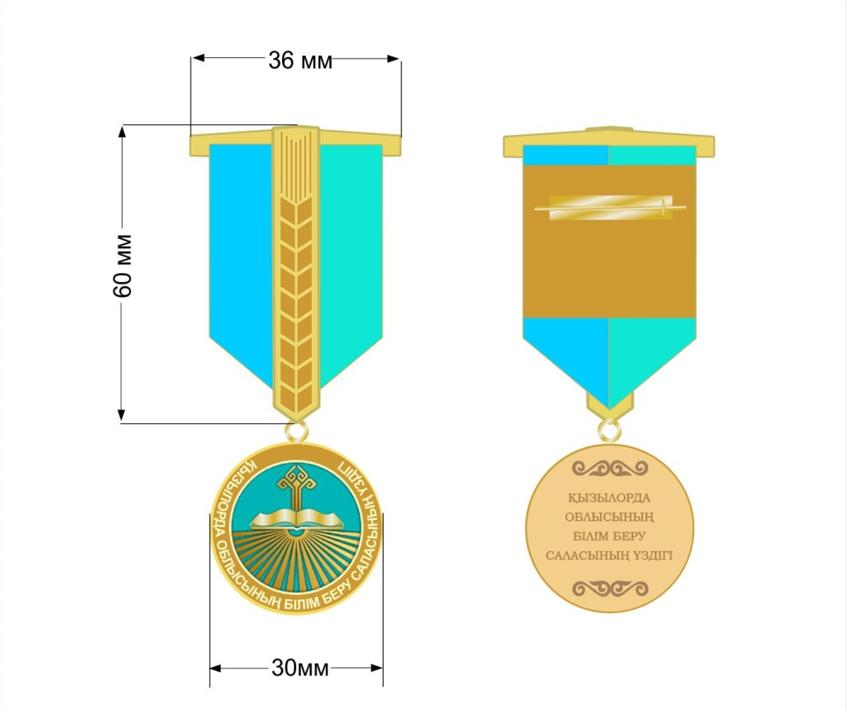 36 мм
60 мм
ҚЫЗЫЛОРДА ОБЛЫСЫНЫҢ БІЛІМ БЕРУ САЛАСЫНЫҢ ҮЗДІГІ
ҚЫЗЫЛОРДА
ОБЛЫСЫНЫҢ
БІЛІМ БЕРУ
САЛАСЫНЫҢ ҮЗДІГІ
30мм